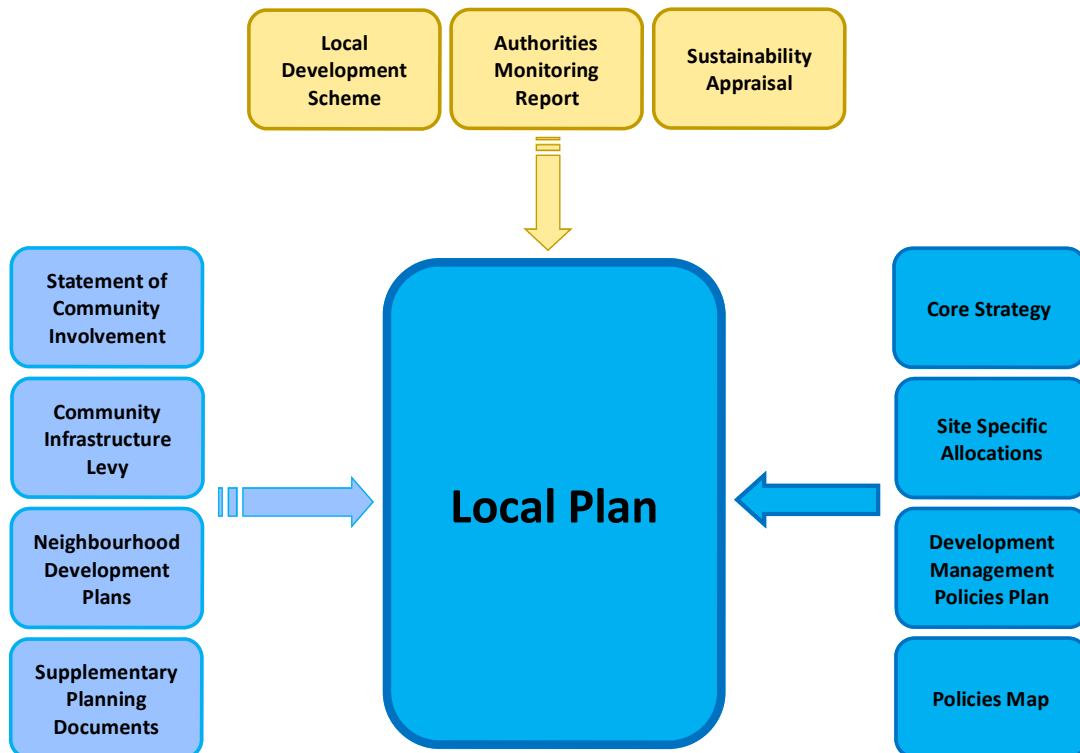 Local
Development
Scheme
Authorities
Monitoring
Report
Sustainability
Appraisal
Statement of
Community
Involvement
Community
Infrastructure
Levy
Neighbourhood
Development
Plans
Supplementary
Planning
Documents
Local Plan
Core Strategy
Site Specific
Allocations
Development
Management
Policies Plan
Policies Map